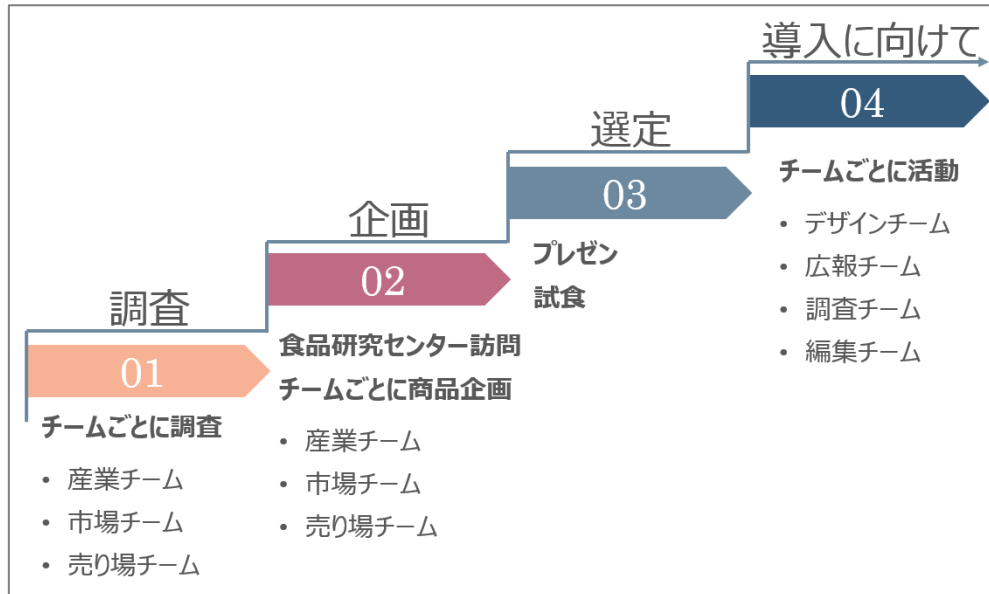 調査
01
チームごとに調査
• 産業チーム
• 市場チーム
• 売り場チーム
企画
02
食品研究センター訪問
チームごとに商品企画
• 産業チーム
• 市場チーム
• 売り場チーム
選定
03
プレゼン
試食
導入に向けて
04
チームごとに活動
• デザインチーム
• 広報チーム
• 調査チーム
• 編集チーム